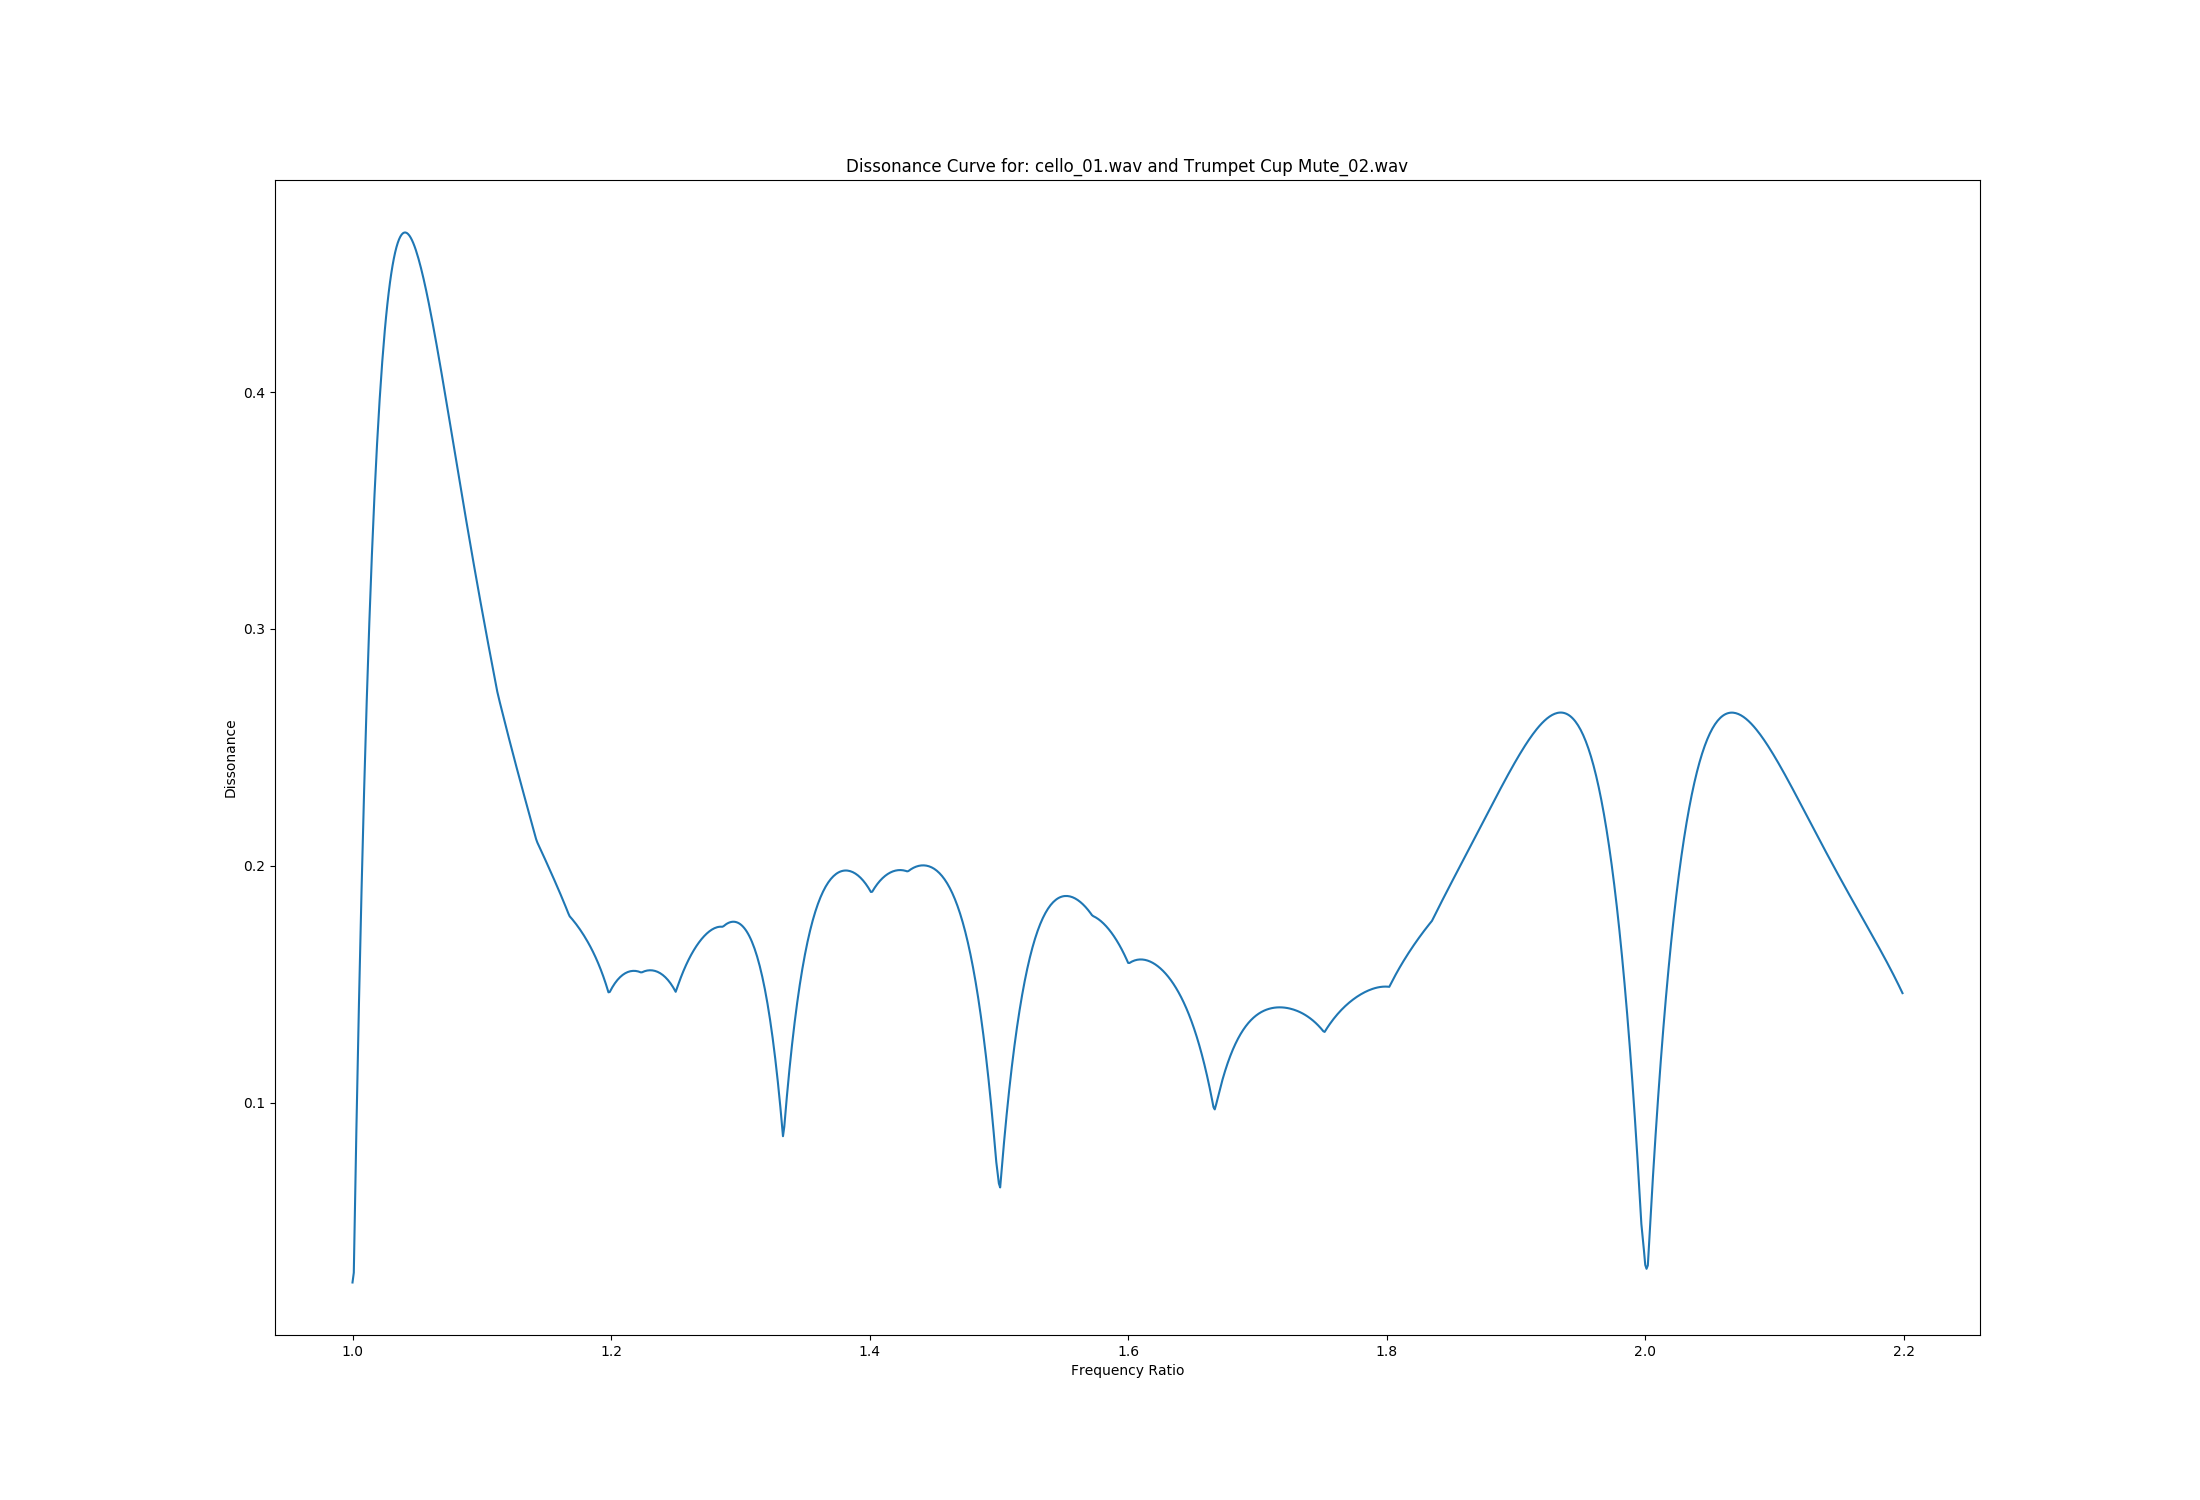 Dissonance Curve for: cello_01.wav and Trumpet Cup Mute_02.wav
0.4
0.3
0.2
0.1
Dissonance
1.0 1.2 1.4 1.6 1.8 2.0 2.2
Frequency Ratio